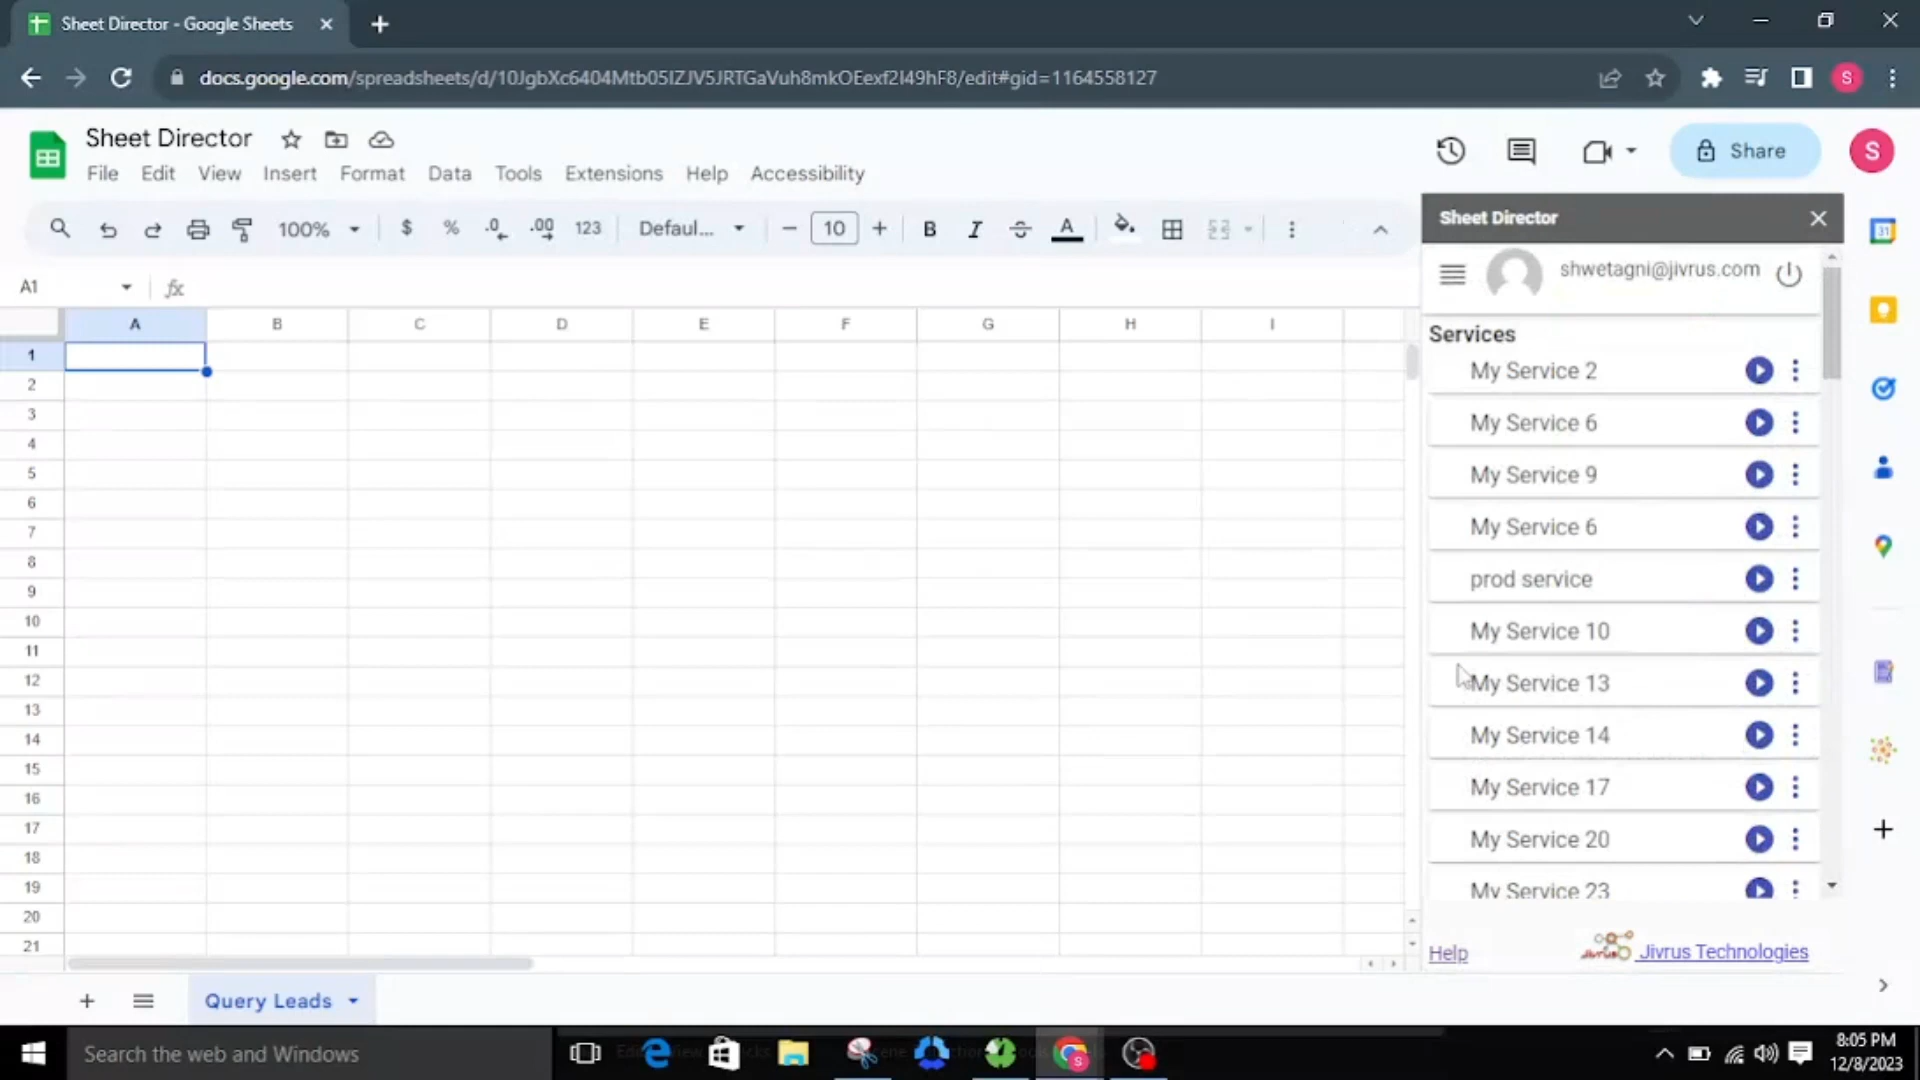 Sheet Director - Google Sheets
docs.google.com/spreadsheets/d/10JgbXc6404Mtb05IZJV5JRTGaVuh8mkOEexf2I49hF8/edit#gid=1164558127
S
Sheet Director
File Edit View Insert Format Data Tools Extensions Help Accessibility
Share
S
100% $ % .0 .00 123 Defaul... 10 B I A
Sheet Director
31
shwetagni@jivrus.com
A1 fx
A B C D E F G H I
1
2
3
4
5
6
7
8
9
10
11
12
13
14
15
16
17
18
19
20
21
Services
My Service 2
My Service 6
My Service 9
My Service 6
prod service
My Service 10
My Service 13
My Service 14
My Service 17
My Service 20
My Service 23
Help
Jivrus Technologies
Query Leads
Search the web and Windows
8:05 PM
12/8/2023